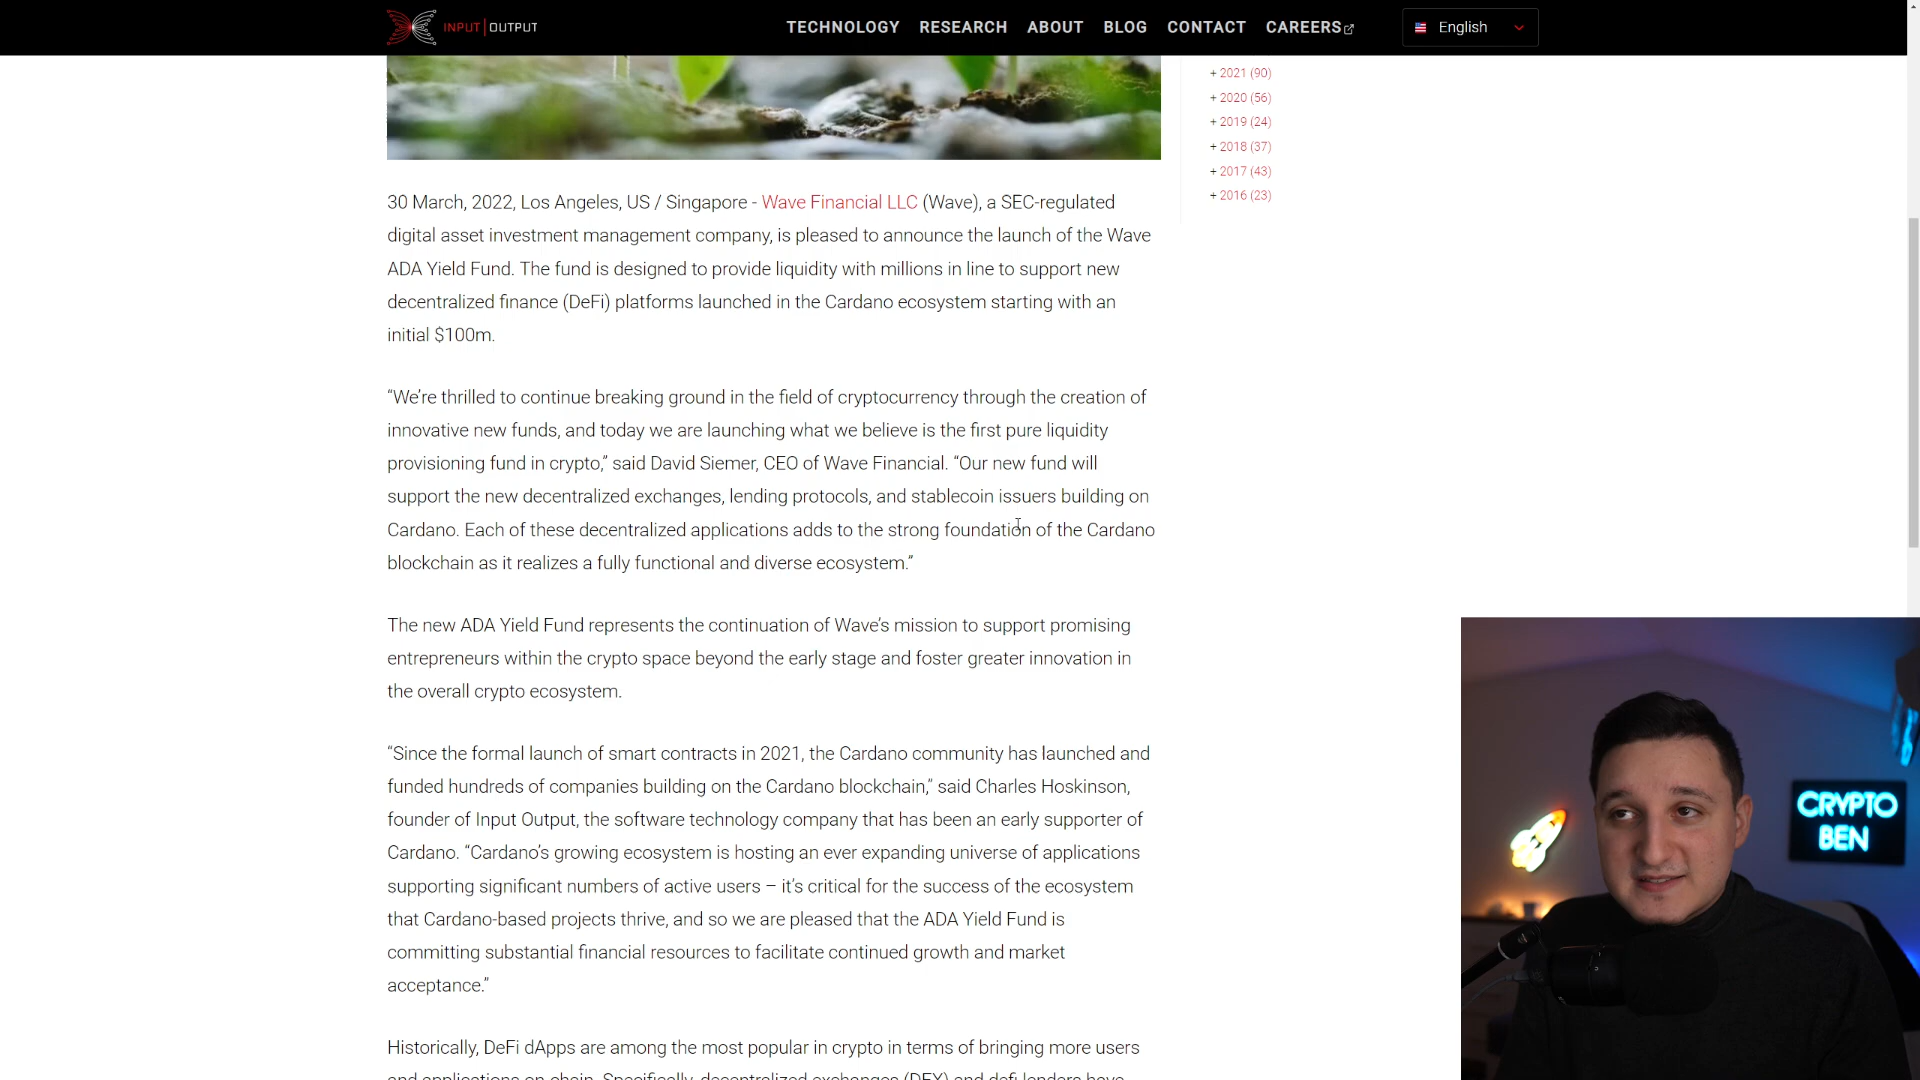 INPUT | OUTPUT
TECHNOLOGY RESEARCH ABOUT BLOG CONTACT CAREERS
English
+ 2021 (90)
+ 2020 (56)
+ 2019 (24)
+ 2018 (37)
+ 2017 (43)
+ 2016 (23)
30 March, 2022, Los Angeles, US / Singapore - Wave Financial LLC (Wave), a SEC-regulated
digital asset investment management company, is pleased to announce the launch of the Wave
ADA Yield Fund. The fund is designed to provide liquidity with millions in line to support new
decentralized finance (DeFi) platforms launched in the Cardano ecosystem starting with an
initial $100m.
“We’re thrilled to continue breaking ground in the field of cryptocurrency through the creation of
innovative new funds, and today we are launching what we believe is the first pure liquidity
provisioning fund in crypto,” said David Siemer, CEO of Wave Financial. “Our new fund will
support the new decentralized exchanges, lending protocols, and stablecoin issuers building on
Cardano. Each of these decentralized applications adds to the strong foundation of the Cardano
blockchain as it realizes a fully functional and diverse ecosystem.”
The new ADA Yield Fund represents the continuation of Wave’s mission to support promising
entrepreneurs within the crypto space beyond the early stage and foster greater innovation in
the overall crypto ecosystem.
“Since the formal launch of smart contracts in 2021, the Cardano community has launched and
funded hundreds of companies building on the Cardano blockchain,” said Charles Hoskinson,
founder of Input Output, the software technology company that has been an early supporter of
Cardano. “Cardano’s growing ecosystem is hosting an ever expanding universe of applications
supporting significant numbers of active users – it’s critical for the success of the ecosystem
that Cardano-based projects thrive, and so we are pleased that the ADA Yield Fund is
committing substantial financial resources to facilitate continued growth and market
acceptance.”
Historically, DeFi dApps are among the most popular in crypto in terms of bringing more users
and applications on chain. Specifically, decentralized exchanges (DEX) and defi lenders have
CRYPTO
BEN